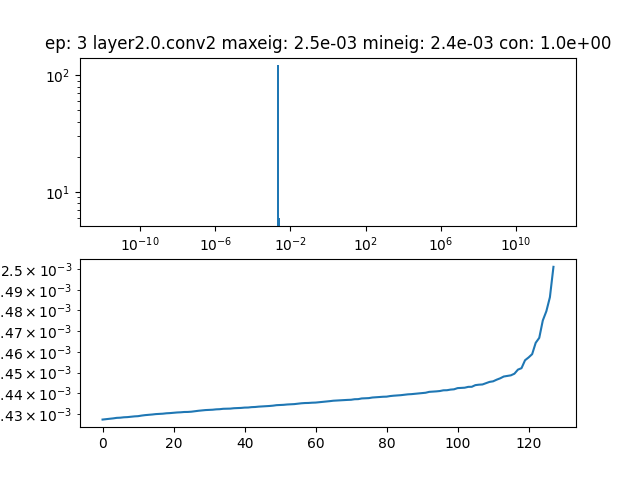 ep: 3 layer2.0.conv2 maxeig: 2.5e-03 mineig: 2.4e-03 con: 1.0e+00
10²
10¹
10⁻¹⁰ 10⁻⁶ 10⁻² 10² 10⁶ 10¹⁰
2.5 × 10⁻³
.49 × 10⁻³
.48 × 10⁻³
.47 × 10⁻³
.46 × 10⁻³
.45 × 10⁻³
.44 × 10⁻³
.43 × 10⁻³
0 20 40 60 80 100 120